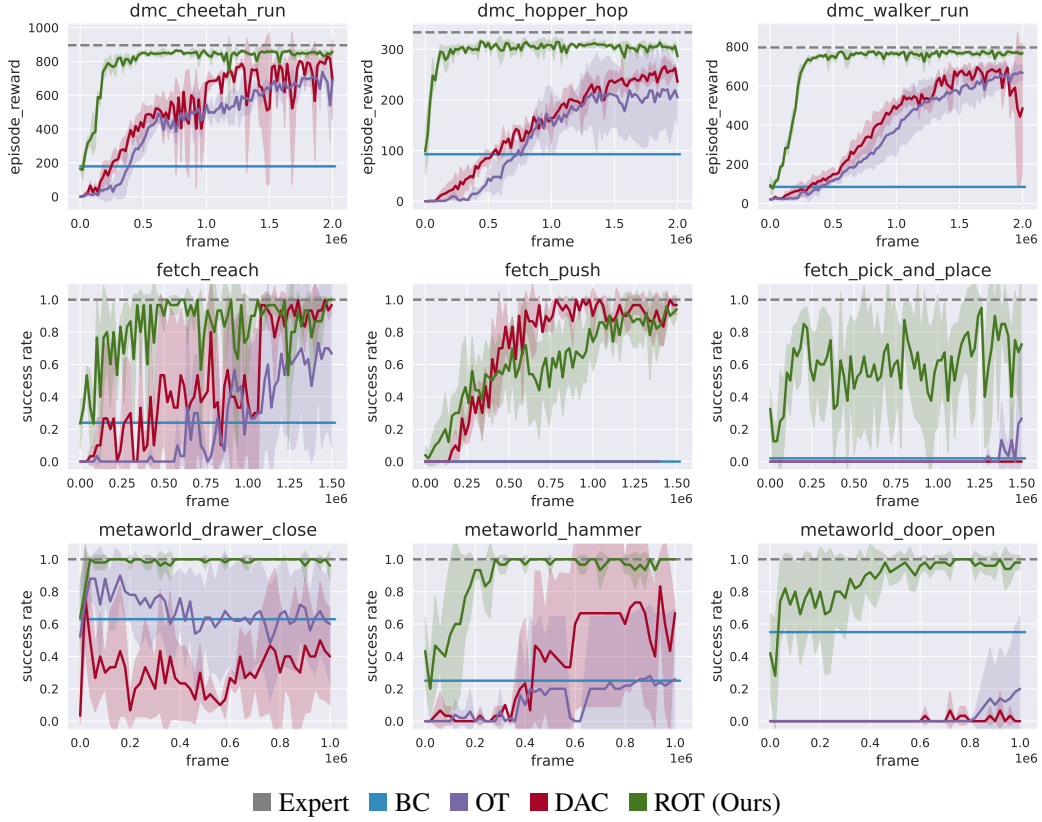 dmc_cheetah_run
dmc_hopper_hop
dmc_walker_run
episode_reward
1000
800
600
400
200
0
0.0 0.5 1.0 1.5 2.0
frame
1e6
episode_reward
300
200
100
0
0.0 0.5 1.0 1.5 2.0
frame
1e6
episode_reward
800
600
400
200
0
0.0 0.5 1.0 1.5 2.0
frame
1e6
fetch_reach
fetch_push
fetch_pick_and_place
success rate
1.0
0.8
0.6
0.4
0.2
0.0
0.0 0.25 0.50 0.75 1.00 1.25 1.50
frame
1e6
success rate
1.0
0.8
0.6
0.4
0.2
0.0
0.00 0.25 0.50 0.75 1.00 1.25 1.50
frame
1e6
success rate
1.0
0.8
0.6
0.4
0.2
0.0
0.00 0.25 0.50 0.75 1.00 1.25 1.50
frame
1e6
metaworld_drawer_close
metaworld_hammer
metaworld_door_open
success rate
1.0
0.8
0.6
0.4
0.2
0.0
0.0 0.2 0.4 0.6 0.8 1.0
frame
1e6
success rate
1.0
0.8
0.6
0.4
0.2
0.0
0.0 0.2 0.4 0.6 0.8 1.0
frame
1e6
success rate
1.0
0.8
0.6
0.4
0.2
0.0
0.0 0.2 0.4 0.6 0.8 1.0
frame
1e6
Expert BC OT DAC ROT (Ours)